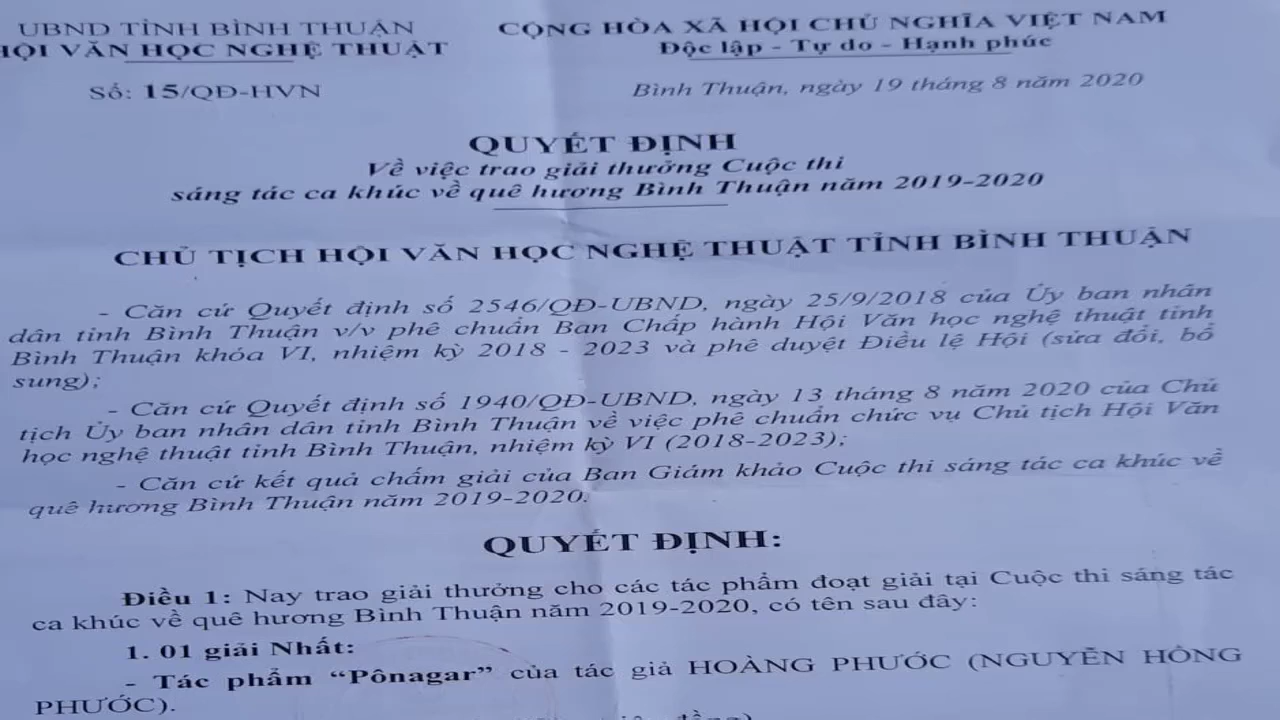 UBND TỈNH BÌNH THUẬN
HỘI VĂN HỌC NGHỆ THUẬT
CỘNG HÒA XÃ HỘI CHỦ NGHĨA VIỆT NAM
Độc lập - Tự do - Hạnh phúc
Số: 15/QĐ-HVN
Bình Thuận, ngày 19 tháng 8 năm 2020
QUYẾT ĐỊNH
Về việc trao giải thưởng Cuộc thi
sáng tác ca khúc về quê hương Bình Thuận năm 2019-2020
CHỦ TỊCH HỘI VĂN HỌC NGHỆ THUẬT TỈNH BÌNH THUẬN
- Căn cứ Quyết định số 2546/QĐ-UBND, ngày 25/9/2018 của Ủy ban nhân
dân tỉnh Bình Thuận v/v phê chuẩn Ban Chấp hành Hội Văn học nghệ thuật tỉnh
Bình Thuận khóa VI, nhiệm kỳ 2018 - 2023 và phê duyệt Điều lệ Hội (sửa đổi, bổ
sung);
- Căn cứ Quyết định số 1940/QĐ-UBND, ngày 13 tháng 8 năm 2020 của Chủ
tịch Ủy ban nhân dân tỉnh Bình Thuận về việc phê chuẩn chức vụ Chủ tịch Hội Văn
học nghệ thuật tỉnh Bình Thuận, nhiệm kỳ VI (2018-2023);
- Căn cứ kết quả chấm giải của Ban Giám khảo Cuộc thi sáng tác ca khúc về
quê hương Bình Thuận năm 2019-2020.
QUYẾT ĐỊNH:
Điều 1: Nay trao giải thưởng cho các tác phẩm đoạt giải tại Cuộc thi sáng tác
ca khúc về quê hương Bình Thuận năm 2019-2020, có tên sau đây:
1. 01 giải Nhất:
- Tác phẩm “Pônagar” của tác giả HOÀNG PHƯỚC (NGUYỄN HỒNG
PHƯỚC).